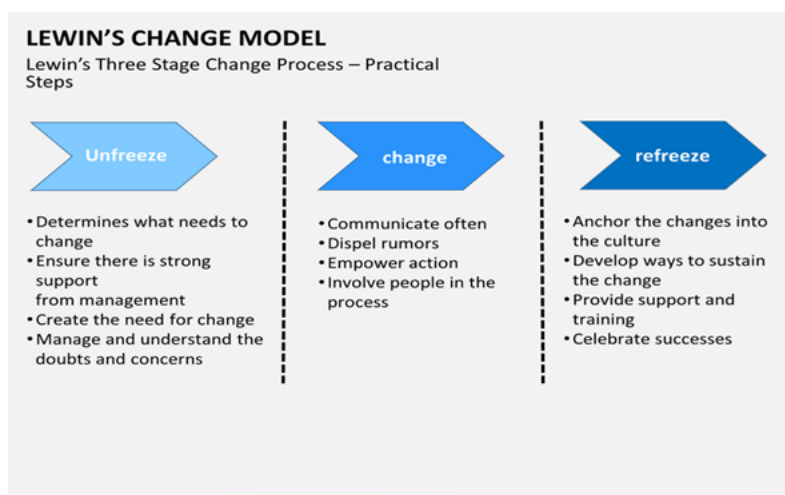 LEWIN'S CHANGE MODEL
Lewin's Three Stage Change Process – Practical
Steps
Unfreeze
• Determines what needs to
change
• Ensure there is strong
support
from management
• Create the need for change
• Manage and understand the
doubts and concerns
change
• Communicate often
• Dispel rumors
• Empower action
• Involve people in the
process
refreeze
• Anchor the changes into
the culture
• Develop ways to sustain
the change
• Provide support and
training
• Celebrate successes